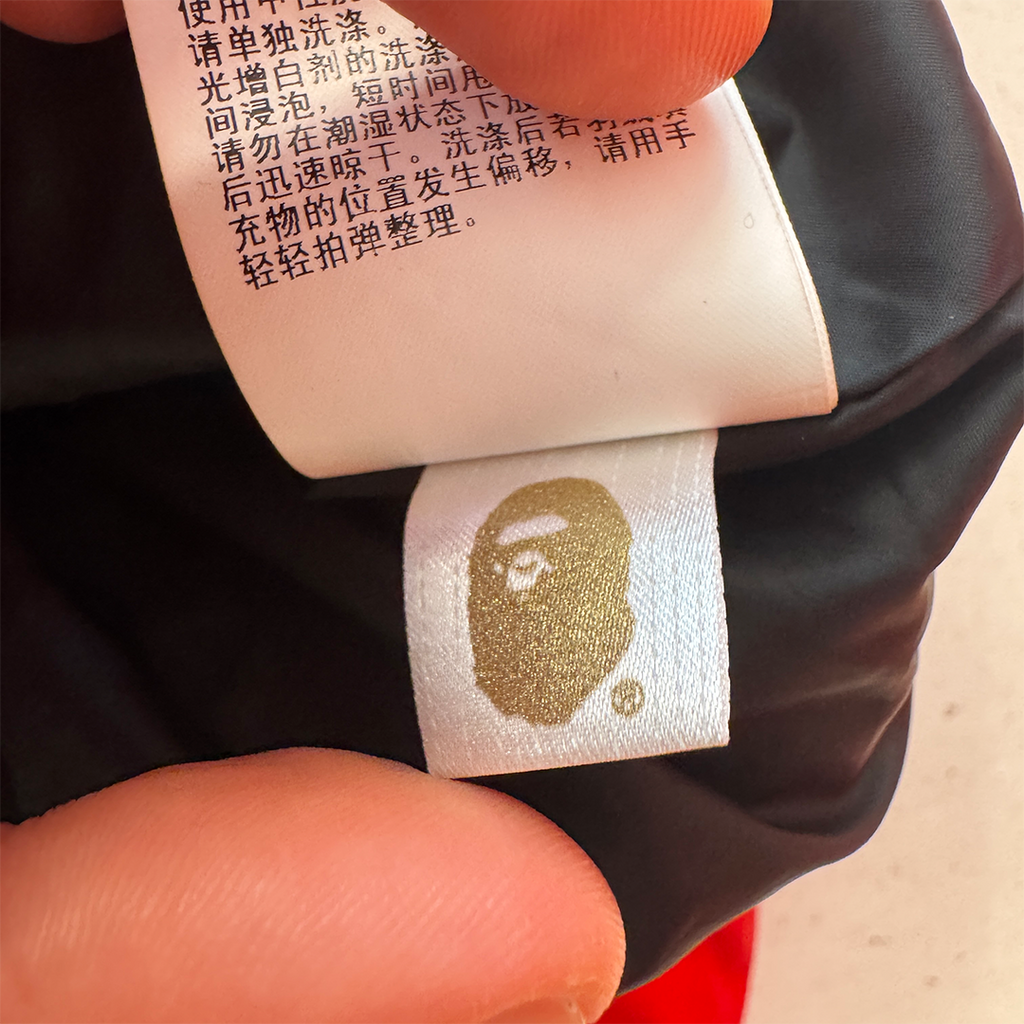 使用中性洗
请单独洗涤。
光增白剂的洗涤
间浸泡，短时间甩
请勿在潮湿状态下放
后迅速晾干。洗涤后若
充物的位置发生偏移，请用手
轻轻拍弹整理。
®